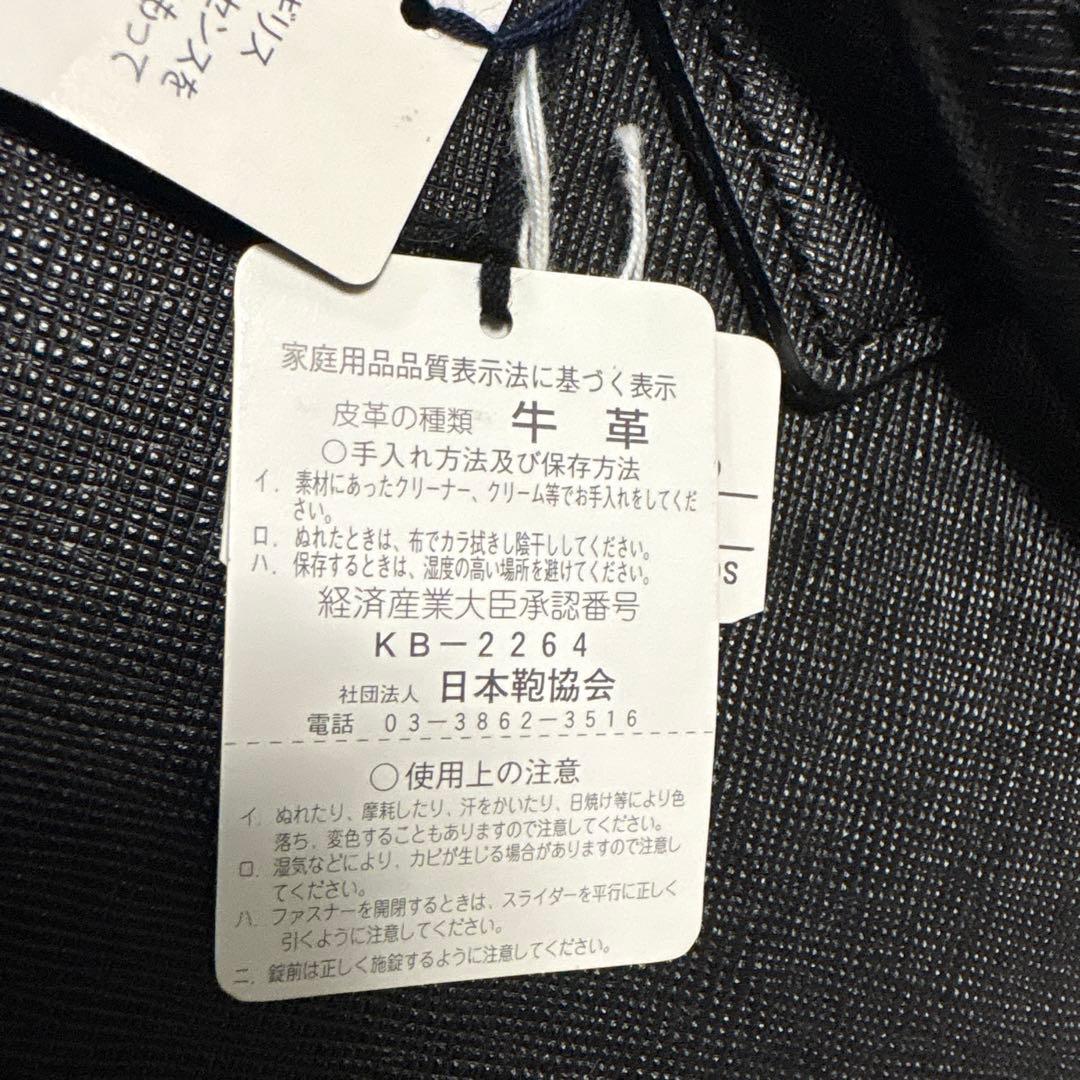 ビリス
センスを
もって
家庭用品品質表示法に基づく表示
皮革の種類 牛 革
○手入れ方法及び保存方法
イ. 素材にあったクリーナー、クリーム等でお手入れをしてくだ
さい。
ロ. ぬれたときは、布でカラ拭きし陰干ししてください。
ハ. 保存するときは、湿度の高い場所を避けてください。
経済産業大臣承認番号
KB-2264
社団法人 日本鞄協会
電話 03-3862-3516
○使用上の注意
イ. ぬれたり、摩耗したり、汗をかいたり、日焼け等により色
落ち、変色することもありますので注意してください。
ロ. 湿気などにより、カビが生じる場合がありますので注意し
てください。
ハ. ファスナーを開閉するときは、スライダーを平行に正しく
引くように注意してください。
ニ. 錠前は正しく施錠するように注意してください。